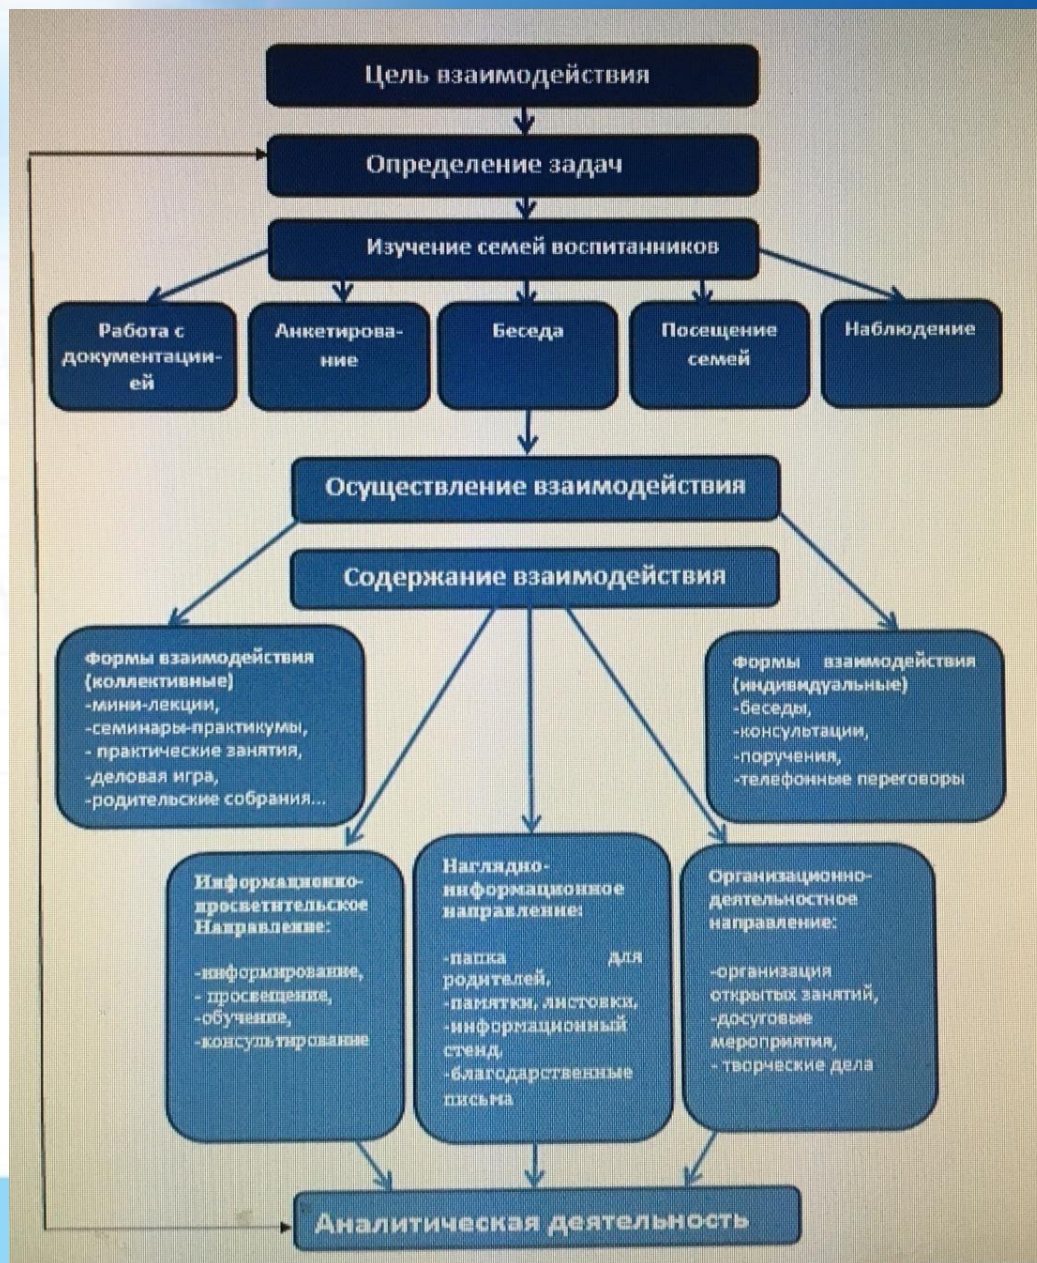 Цель взаимодействия
Определение задач
Изучение семей воспитанников
Работа с
документации-
ей
Анкетирова-
ние
Беседа
Посещение
семей
Наблюдение
Осуществление взаимодействия
Содержание взаимодействия
Формы взаимодействия
(коллективные)
-мини-лекции,
-семинары-практикумы,
- практические занятия,
-деловая игра,
-родительские собрания...
Формы взаимодействия
(индивидуальные)
-беседы,
-консультации,
-поручения,
-телефонные переговоры
Информационно-
просветительское
Направление:
-информирование,
- просвещение,
-обучение,
-консультирование
Наглядно-
информационное
направление:
-папка для
родителей,
-памятки, листовки,
-информационный
стенд,
-благодарственные
письма
Организационно-
деятельностное
направление:
-организация
открытых занятий,
-досуговые
мероприятия,
- творческие дела
Аналитическая деятельность